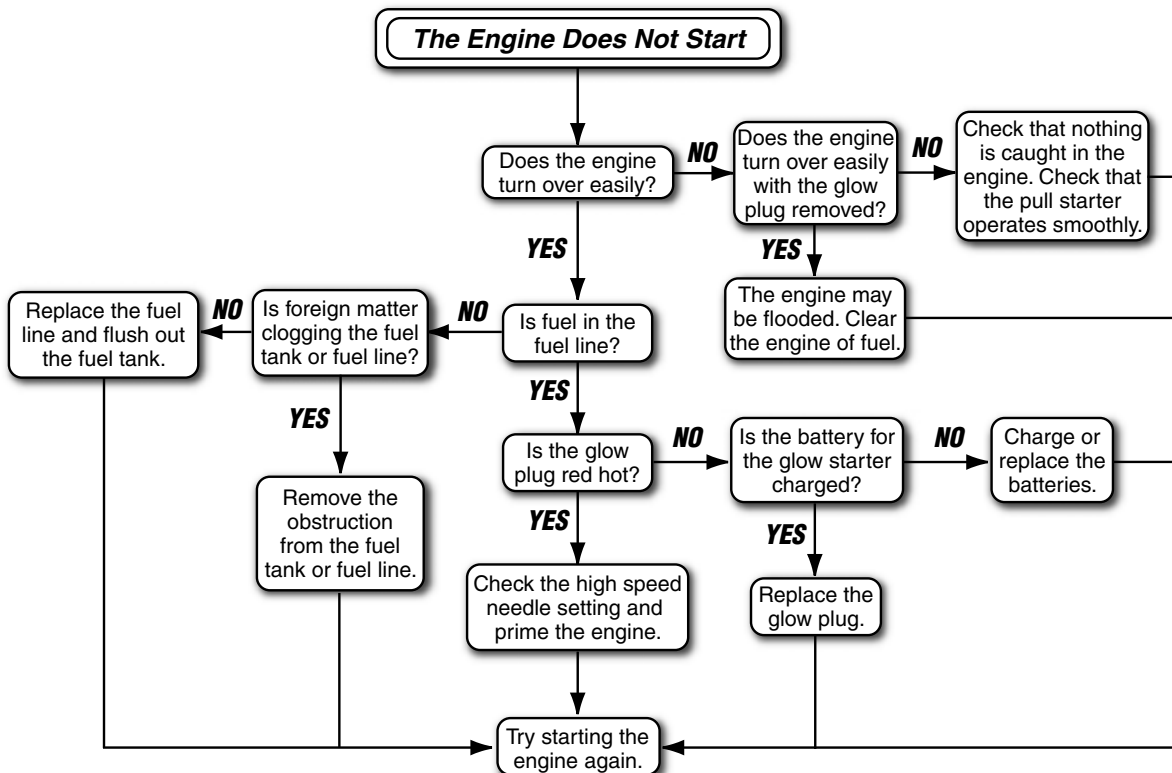 The Engine Does Not Start
Does the engine
turn over easily?
NO
Does the engine
turn over easily
with the glow
plug removed?
NO
Check that nothing
is caught in the
engine. Check that
the pull starter
operates smoothly.
YES
YES
The engine may
be flooded. Clear
the engine of fuel.
Is fuel in the
fuel line?
NO
Is foreign matter
clogging the fuel
tank or fuel line?
NO
Replace the fuel
line and flush out
the fuel tank.
YES
Remove the
obstruction
from the fuel
tank or fuel line.
YES
Is the glow
plug red hot?
NO
Is the battery for
the glow starter
charged?
NO
Charge or
replace the
batteries.
YES
Replace the
glow plug.
YES
Check the high speed
needle setting and
prime the engine.
Try starting the
engine again.